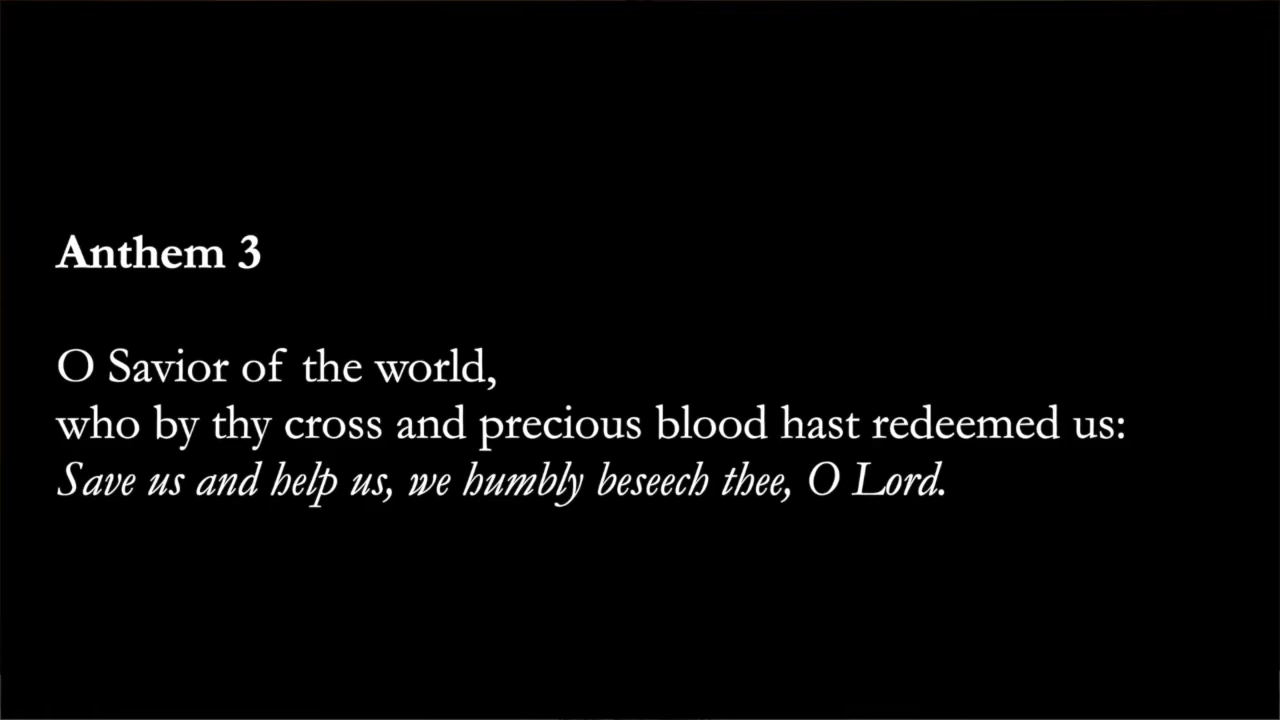 Anthem 3
O Savior of the world,
who by thy cross and precious blood hast redeemed us:
Save us and help us, we humbly beseech thee, O Lord.